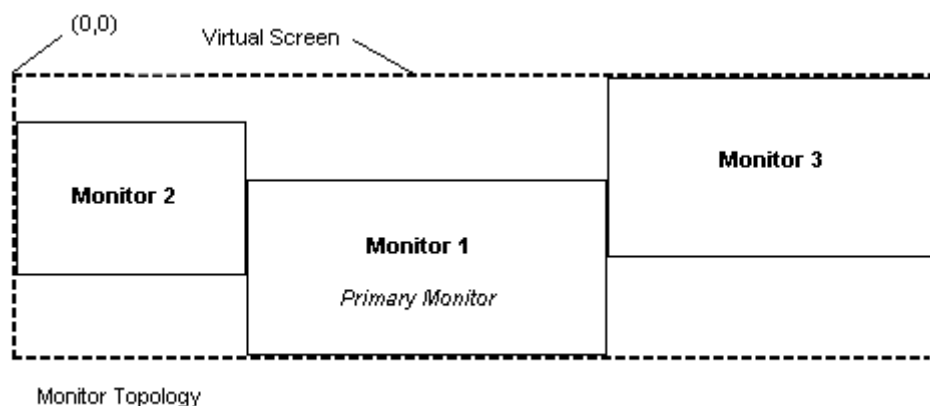 (0,0)
Virtual Screen
Monitor 3
Monitor 2
Monitor 1
Primary Monitor
Monitor Topology